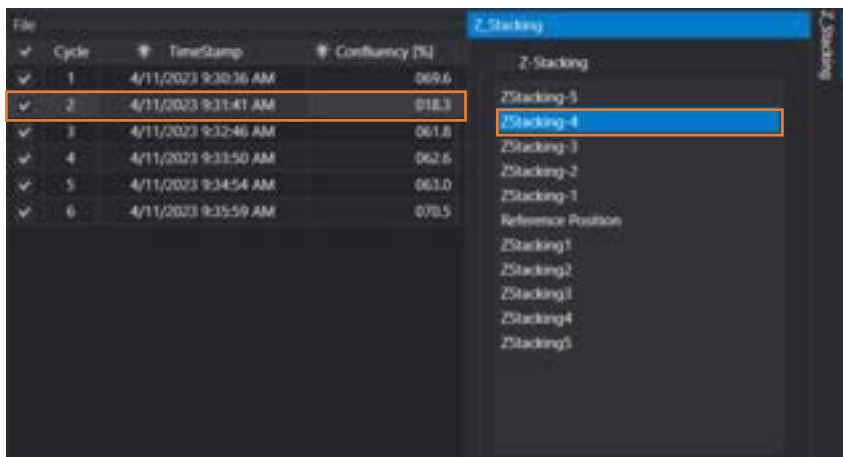 File
Cycle TimeStamp Confluency [%]
1 4/11/2023 9:30:36 AM 069.6
2 4/11/2023 9:31:41 AM 018.3
3 4/11/2023 9:32:46 AM 061.8
4 4/11/2023 9:33:50 AM 062.6
5 4/11/2023 9:34:54 AM 063.0
6 4/11/2023 9:35:59 AM 070.5
Z_Stacking
Z-Stacking
ZStacking-5
ZStacking-4
ZStacking-3
ZStacking-2
ZStacking-1
Reference Position
ZStacking1
ZStacking2
ZStacking3
ZStacking4
ZStacking5
Z_Stacking